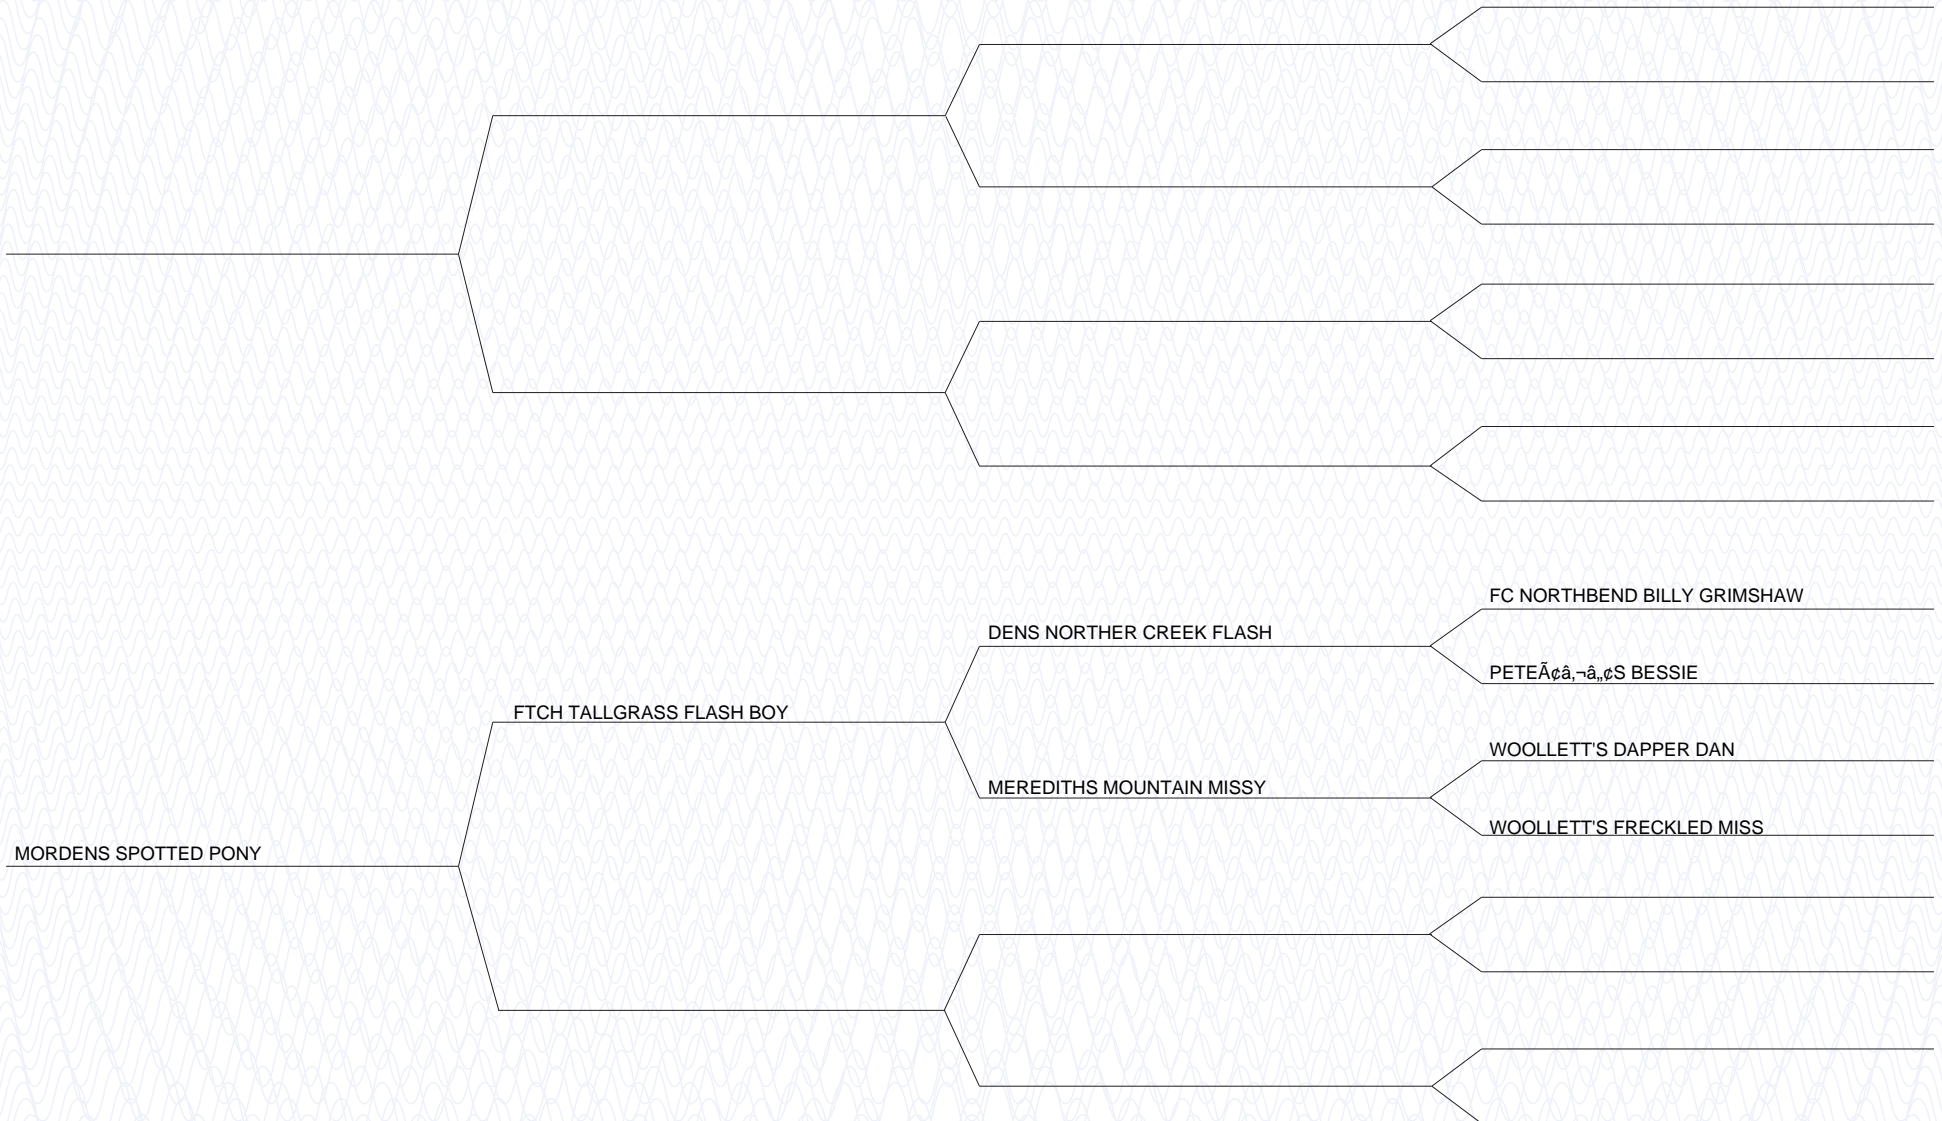 FC NORTHBEND BILLY GRIMSHAW
DENS NORTHER CREEK FLASH
PETEÃ¢â‚¬â„¢S BESSIE
FTCH TALLGRASS FLASH BOY
WOOLLETT'S DAPPER DAN
MEREDITHS MOUNTAIN MISSY
WOOLLETT'S FRECKLED MISS
MORDENS SPOTTED PONY